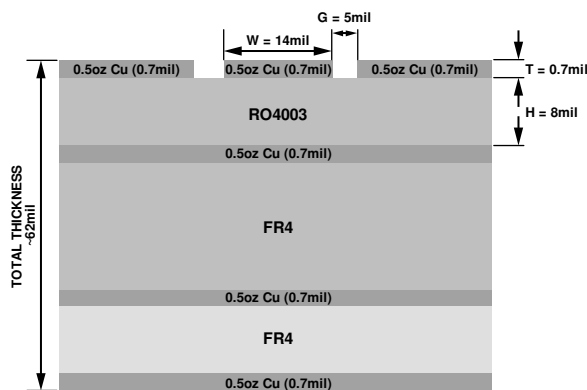 G = 5mil
W = 14mil
0.5oz Cu (0.7mil) 0.5oz Cu (0.7mil) 0.5oz Cu (0.7mil)
T = 0.7mil
RO4003
H = 8mil
0.5oz Cu (0.7mil)
TOTAL THICKNESS
~62mil
FR4
0.5oz Cu (0.7mil)
FR4
0.5oz Cu (0.7mil)